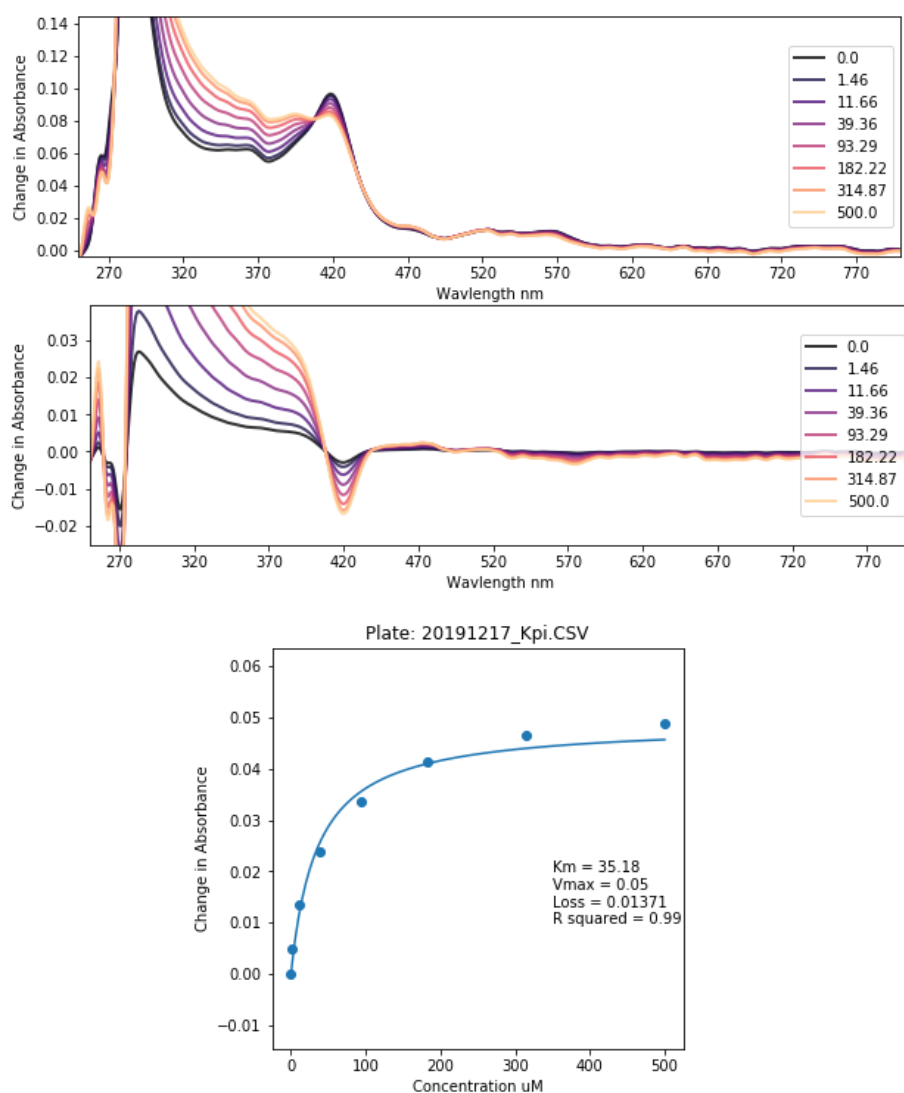 Change in Absorbance
0.14
0.12
0.10
0.08
0.06
0.04
0.02
0.00
0.0
1.46
11.66
39.36
93.29
182.22
314.87
500.0
270 320 370 420 470 520 570 620 670 720 770
Wavlength nm
Change in Absorbance
0.03
0.02
0.01
0.00
−0.01
−0.02
0.0
1.46
11.66
39.36
93.29
182.22
314.87
500.0
270 320 370 420 470 520 570 620 670 720 770
Wavlength nm
Plate: 20191217_Kpi.CSV
Change in Absorbance
0.06
0.05
0.04
0.03
0.02
0.01
0.00
−0.01
Km = 35.18
Vmax = 0.05
Loss = 0.01371
R squared = 0.99
0 100 200 300 400 500
Concentration uM